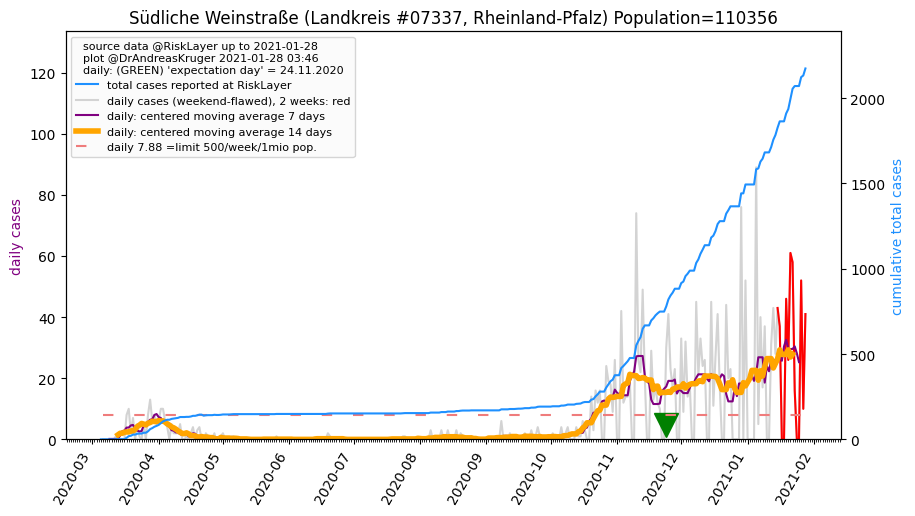 Südliche Weinstraße (Landkreis #07337, Rheinland-Pfalz) Population=110356
source data @RiskLayer up to 2021-01-28
plot @DrAndreasKruger 2021-01-28 03:46
daily: (GREEN) 'expectation day' = 24.11.2020
total cases reported at RiskLayer
daily cases (weekend-flawed), 2 weeks: red
daily: centered moving average 7 days
daily: centered moving average 14 days
daily 7.88 =limit 500/week/1mio pop.
daily cases
0
20
40
60
80
100
120
cumulative total cases
0
500
1000
1500
2000
2020-03
2020-04
2020-05
2020-06
2020-07
2020-08
2020-09
2020-10
2020-11
2020-12
2021-01
2021-02